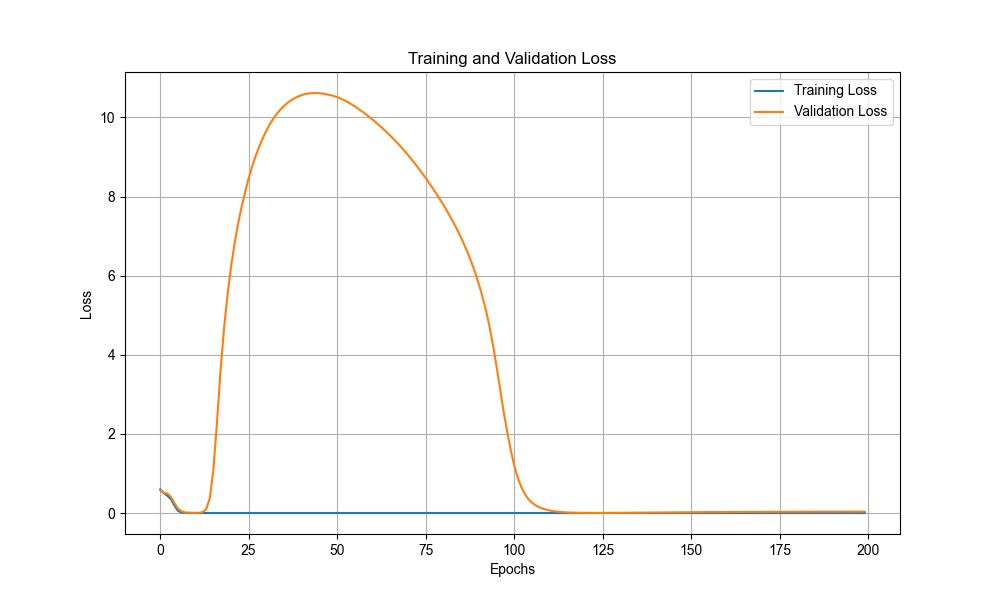 Training and Validation Loss
Training Loss
Validation Loss
10
8
6
4
2
0
Loss
0 25 50 75 100 125 150 175 200
Epochs